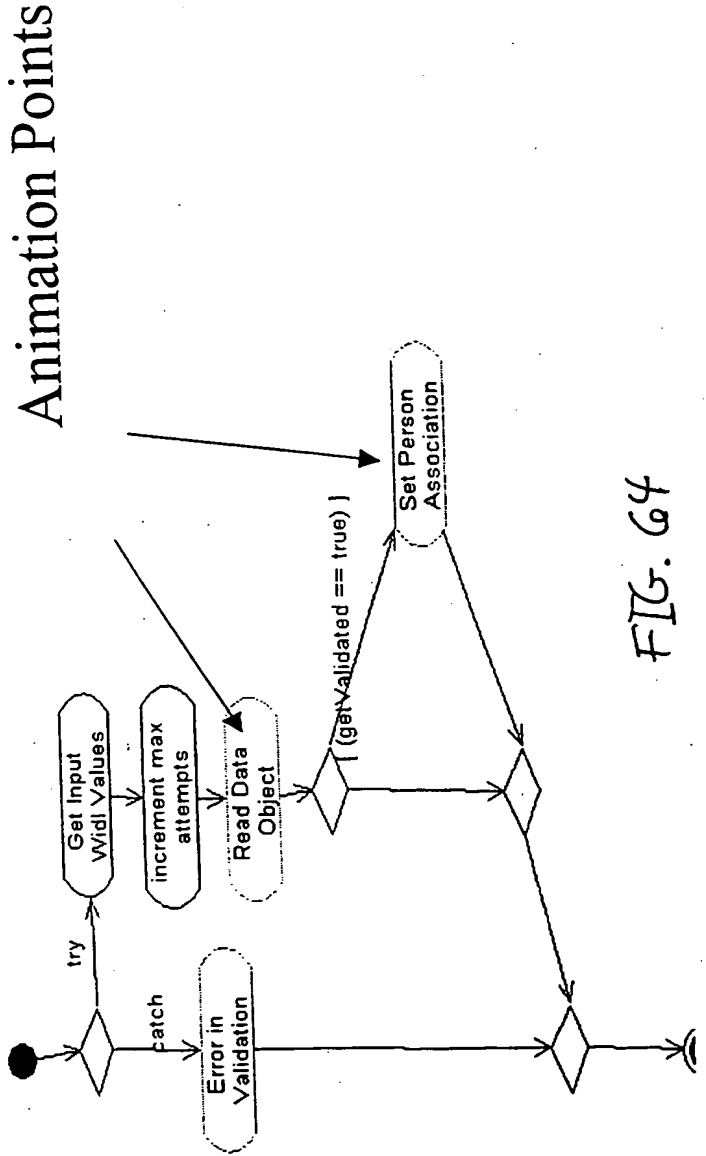 Animation Points
try
Get Input
Widl Values
increment max
attempts
Read Data
Object
catch
Error in
Validation
[ (getValidated == true) ]
Set Person
Association
FIG. 64